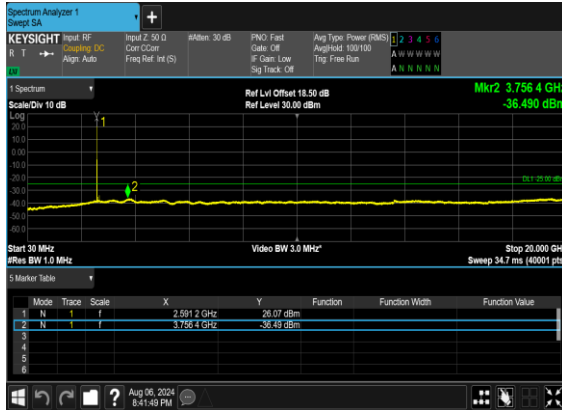 Spectrum Analyzer 1
Swept SA
+
KEYSIGHT Input: RF Input Z: 50 Ω #Atten: 30 dB PNO: Fast Avg Type: Power (RMS) 1 2 3 4 5 6
R T Coupling: DC Corr CCorr Gate: Off Avg|Hold: 100/100 A W W W W W
Align: Auto Freq Ref: Int (S) IF Gain: Low Trig: Free Run
Sig Track: Off A N N N N N
1 Spectrum
Ref Lvl Offset 18.50 dB Mkr2 3.756 4 GHz
Scale/Div 10 dB Ref Level 30.00 dBm -36.490 dBm
Log
20.0
10.0
0.00
-10.0
-20.0
-30.0
-40.0
-50.0
-60.0
1
2
DL1 -25.00 dBm
Start 30 MHz Video BW 3.0 MHz* Stop 20.000 GH
#Res BW 1.0 MHz Sweep 34.7 ms (40001 pts
5 Marker Table
Mode Trace Scale X Y Function Function Width Function Value
1 N 1 f 2.591 2 GHz 26.07 dBm
2 N 1 f 3.756 4 GHz -36.49 dBm
3
4
5
6
? Aug 06, 2024
8:41:49 PM